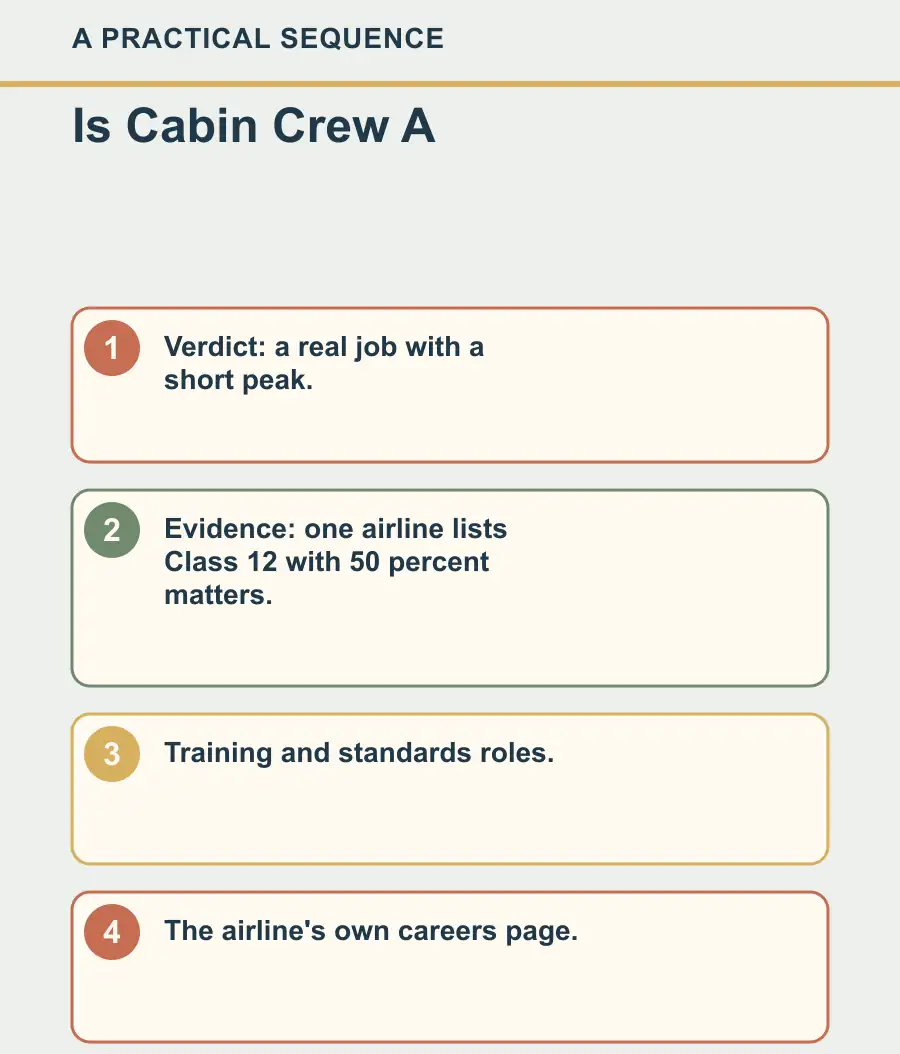 A PRACTICAL SEQUENCE
Is Cabin Crew A
1
Verdict: a real job with a
short peak.
2
Evidence: one airline lists
Class 12 with 50 percent
matters.
3
Training and standards roles.
4
The airline's own careers page.